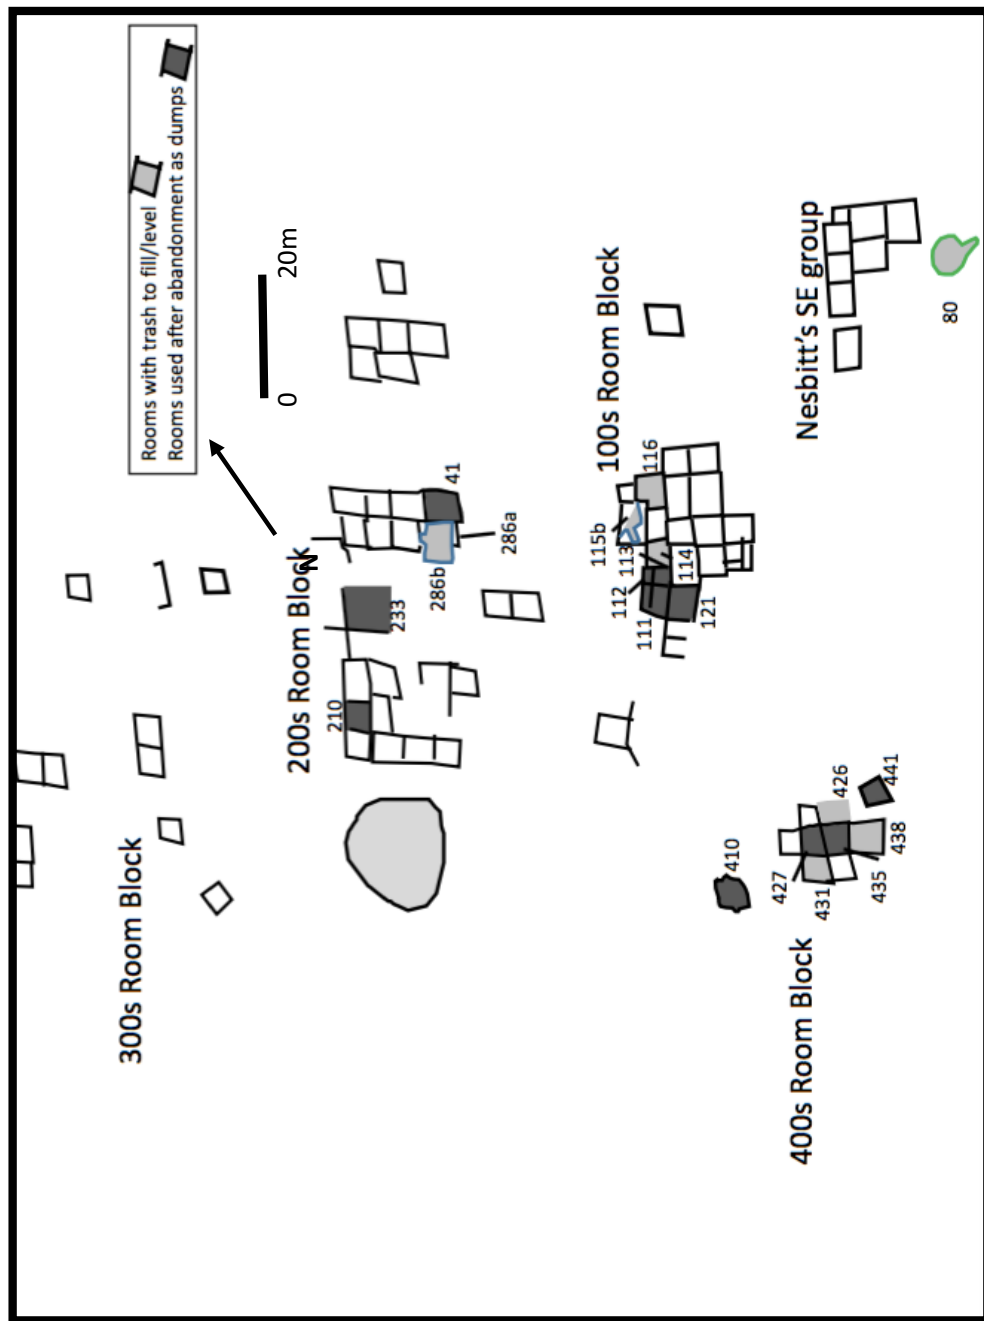 300s Room Block
Rooms with trash to fill/level
Rooms used after abandonment as dumps
0 20m
200s Room Block
N
210
233
286b
41
286a
115b
100s Room Block
112
113
111
116
114
121
410
427
400s Room Block
Nesbitt’s SE group
431
426
435
441
438
80